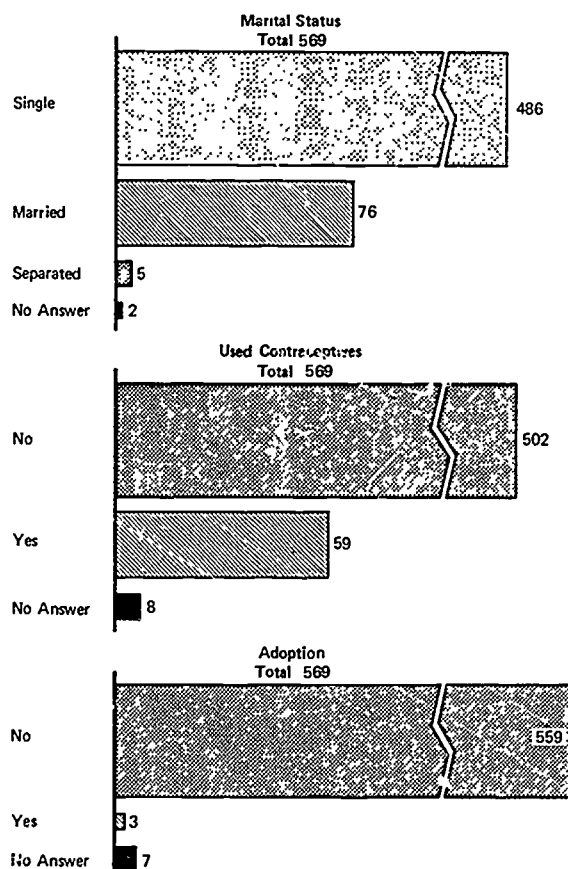 Marital Status
Total 569
Single
486
Married
76
Separated
5
No Answer
2
Used Contraceptives
Total 569
No
502
Yes
59
No Answer
8
Adoption
Total 569
No
559
Yes
3
No Answer
7